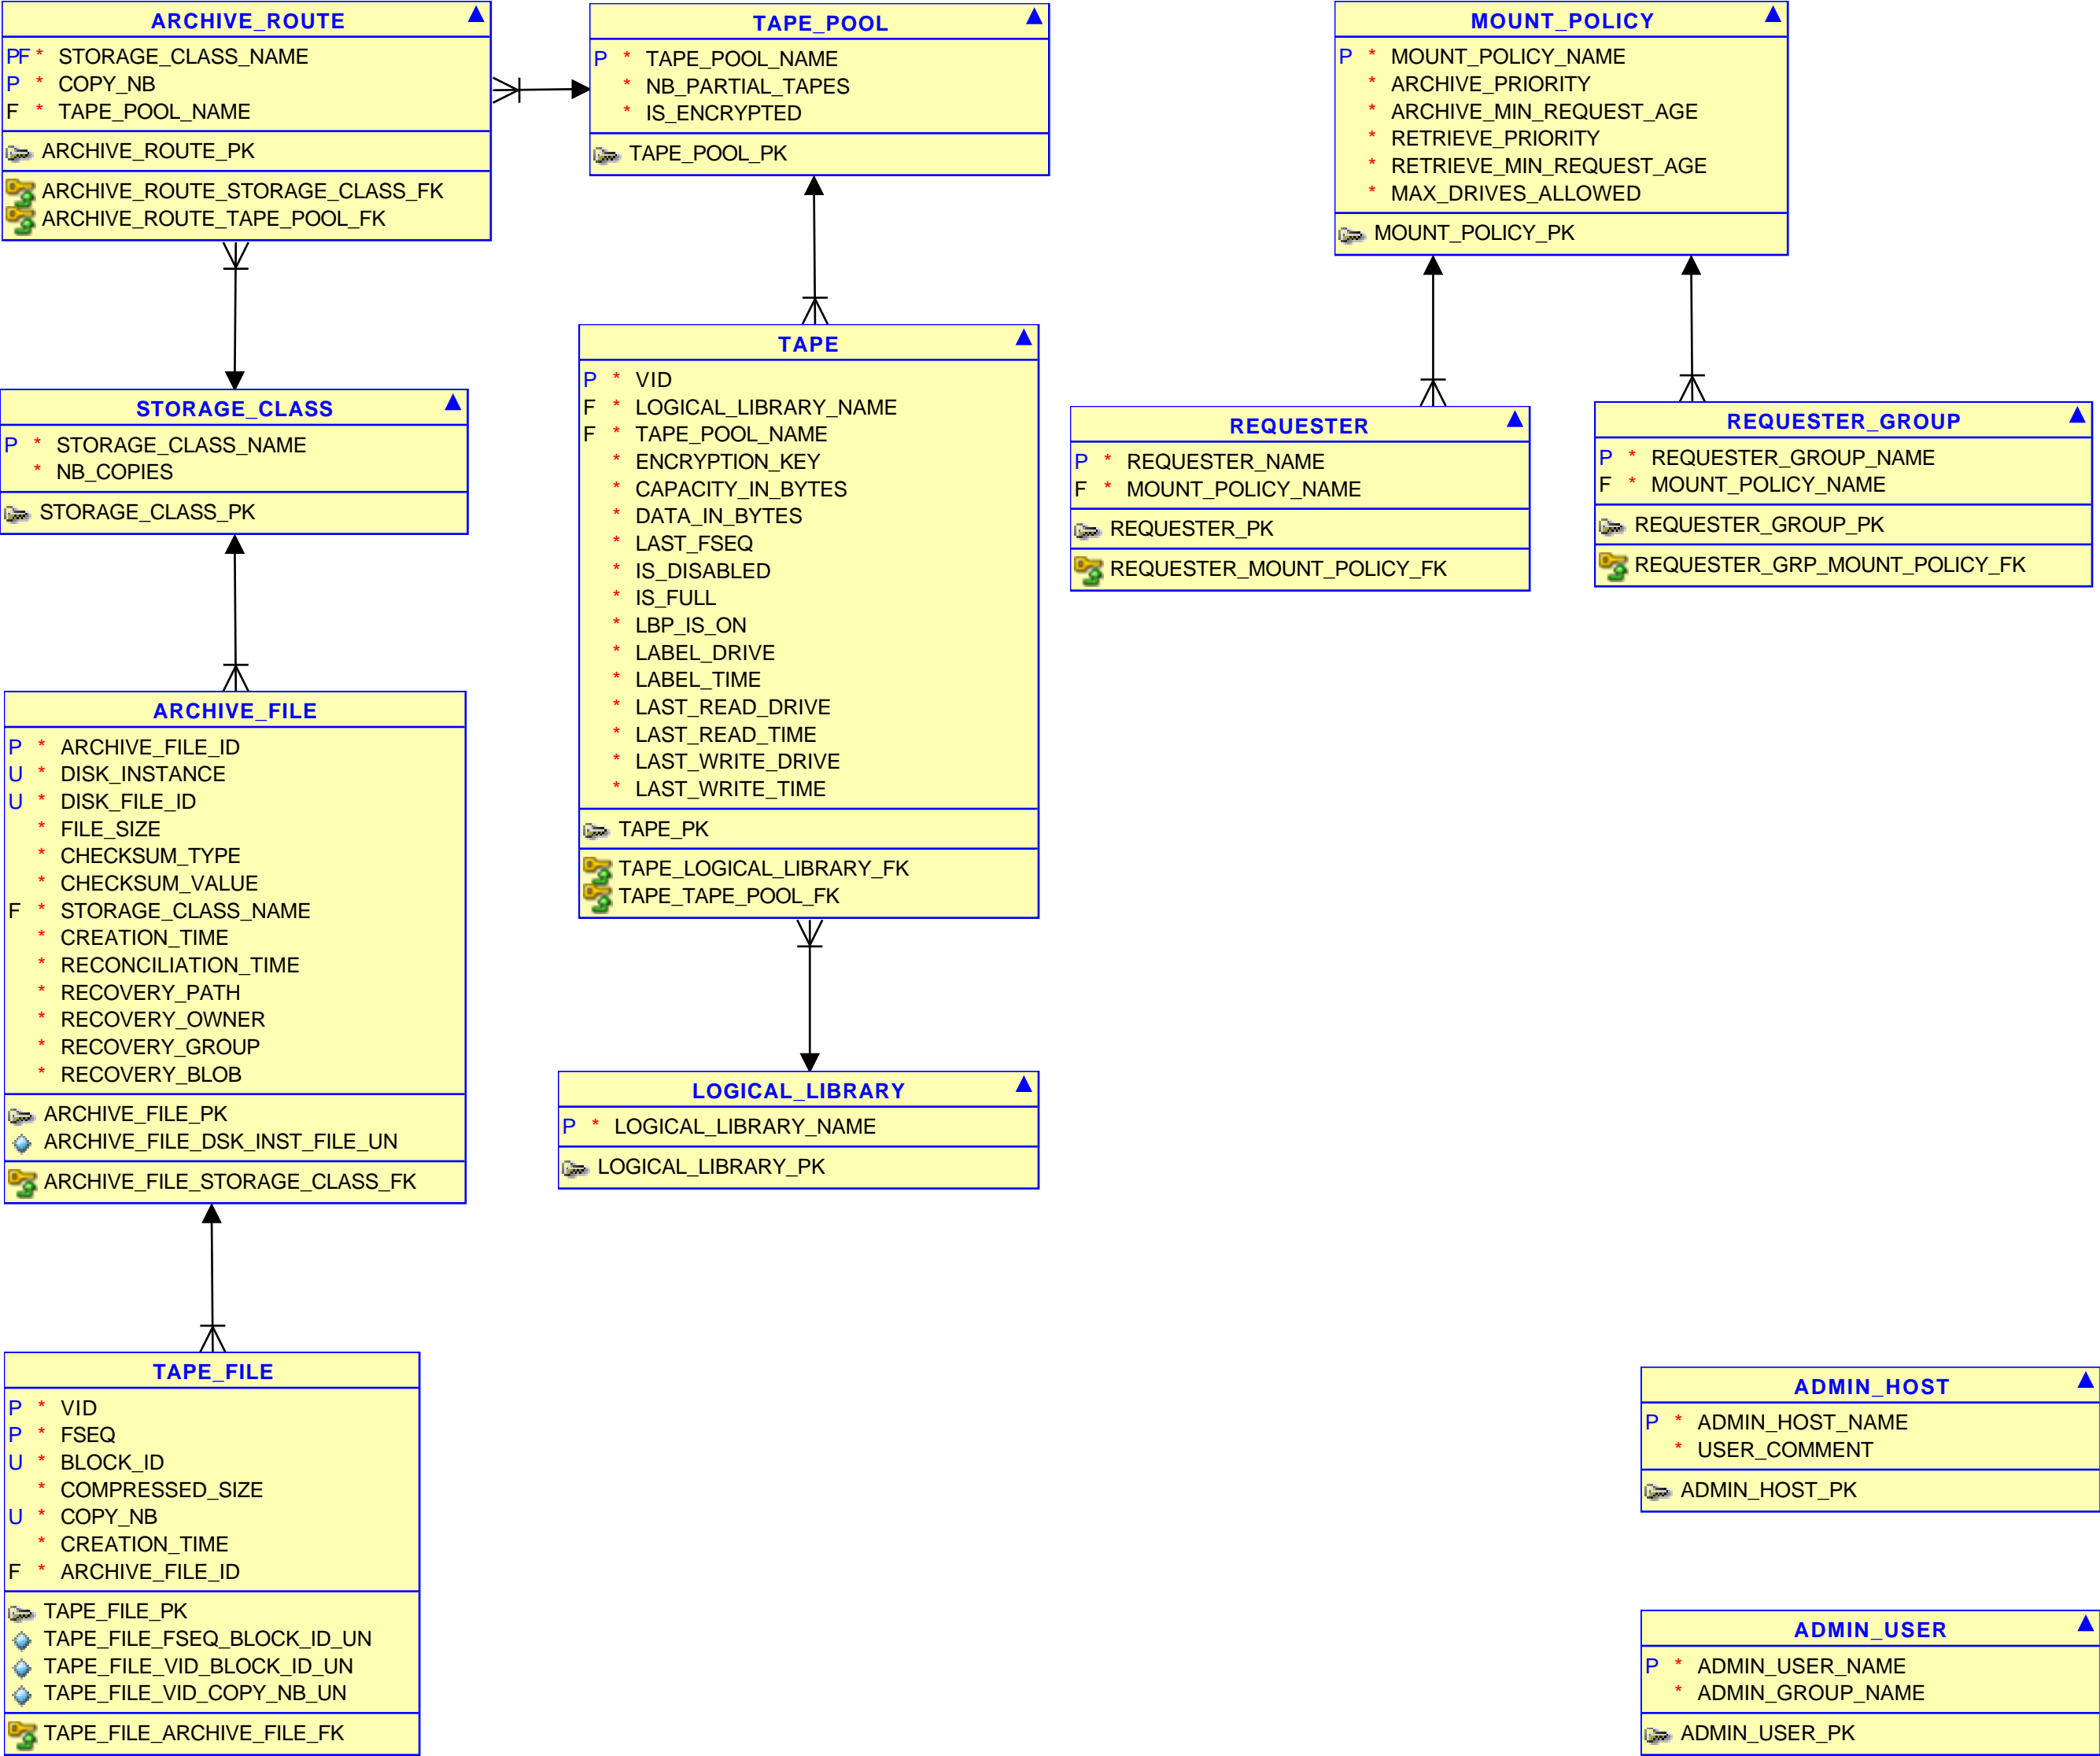 ARCHIVE_ROUTE
PF * STORAGE_CLASS_NAME
P * COPY_NB
F * TAPE_POOL_NAME
ARCHIVE_ROUTE_PK
ARCHIVE_ROUTE_STORAGE_CLASS_FK
ARCHIVE_ROUTE_TAPE_POOL_FK
TAPE_POOL
P * TAPE_POOL_NAME
* NB_PARTIAL_TAPES
* IS_ENCRYPTED
TAPE_POOL_PK
MOUNT_POLICY
P * MOUNT_POLICY_NAME
* ARCHIVE_PRIORITY
* ARCHIVE_MIN_REQUEST_AGE
* RETRIEVE_PRIORITY
* RETRIEVE_MIN_REQUEST_AGE
* MAX_DRIVES_ALLOWED
MOUNT_POLICY_PK
STORAGE_CLASS
P * STORAGE_CLASS_NAME
* NB_COPIES
STORAGE_CLASS_PK
TAPE
P * VID
F * LOGICAL_LIBRARY_NAME
F * TAPE_POOL_NAME
* ENCRYPTION_KEY
* CAPACITY_IN_BYTES
* DATA_IN_BYTES
* LAST_FSEQ
* IS_DISABLED
* IS_FULL
* LBP_IS_ON
* LABEL_DRIVE
* LABEL_TIME
* LAST_READ_DRIVE
* LAST_READ_TIME
* LAST_WRITE_DRIVE
* LAST_WRITE_TIME
TAPE_PK
TAPE_LOGICAL_LIBRARY_FK
TAPE_TAPE_POOL_FK
REQUESTER
P * REQUESTER_NAME
F * MOUNT_POLICY_NAME
REQUESTER_PK
REQUESTER_MOUNT_POLICY_FK
REQUESTER_GROUP
P * REQUESTER_GROUP_NAME
F * MOUNT_POLICY_NAME
REQUESTER_GROUP_PK
REQUESTER_GRP_MOUNT_POLICY_FK
ARCHIVE_FILE
P * ARCHIVE_FILE_ID
U * DISK_INSTANCE
U * DISK_FILE_ID
* FILE_SIZE
* CHECKSUM_TYPE
* CHECKSUM_VALUE
F * STORAGE_CLASS_NAME
* CREATION_TIME
* RECONCILIATION_TIME
* RECOVERY_PATH
* RECOVERY_OWNER
* RECOVERY_GROUP
* RECOVERY_BLOB
ARCHIVE_FILE_PK
ARCHIVE_FILE_DSK_INST_FILE_UN
ARCHIVE_FILE_STORAGE_CLASS_FK
LOGICAL_LIBRARY
P * LOGICAL_LIBRARY_NAME
LOGICAL_LIBRARY_PK
TAPE_FILE
P * VID
P * FSEQ
U * BLOCK_ID
* COMPRESSED_SIZE
U * COPY_NB
* CREATION_TIME
F * ARCHIVE_FILE_ID
TAPE_FILE_PK
TAPE_FILE_FSEQ_BLOCK_ID_UN
TAPE_FILE_VID_BLOCK_ID_UN
TAPE_FILE_VID_COPY_NB_UN
TAPE_FILE_ARCHIVE_FILE_FK
ADMIN_HOST
P * ADMIN_HOST_NAME
* USER_COMMENT
ADMIN_HOST_PK
ADMIN_USER
P * ADMIN_USER_NAME
* ADMIN_GROUP_NAME
ADMIN_USER_PK